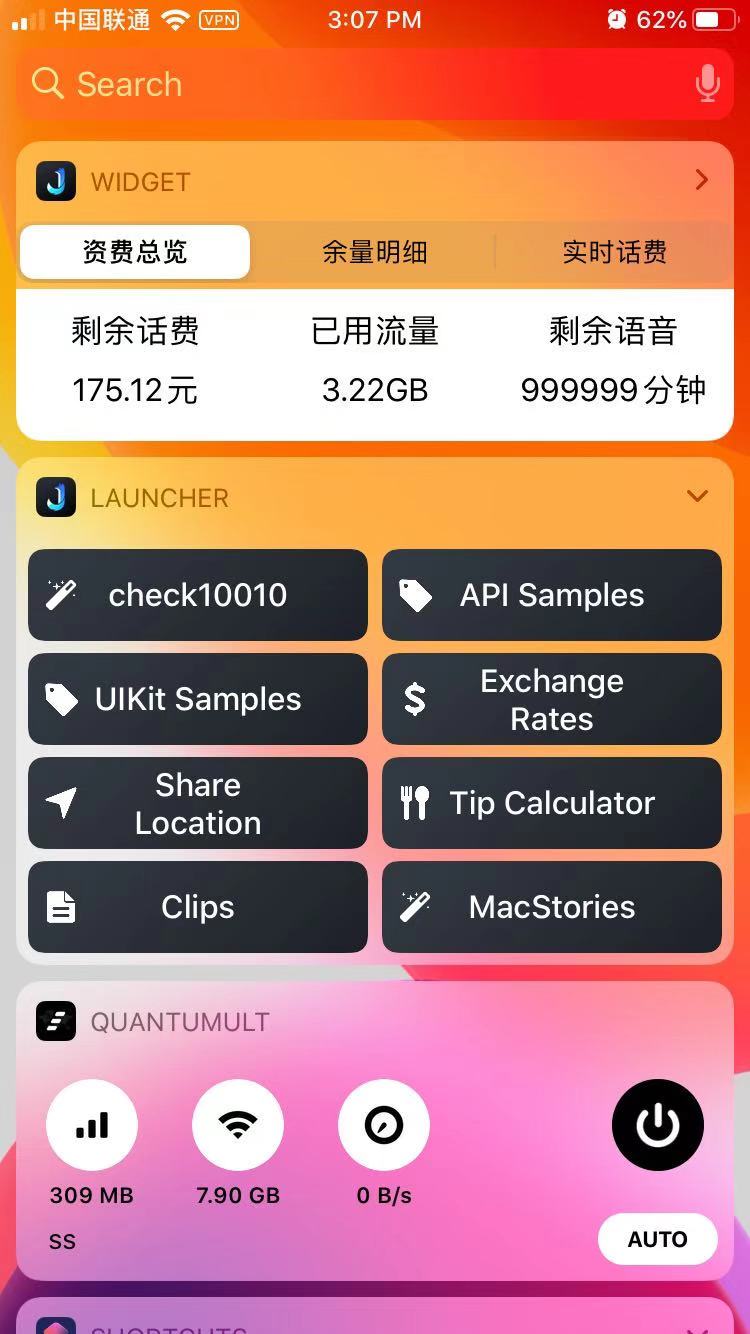 中国联通 VPN 3:07 PM 62%
Search
WIDGET
资费总览 余量明细 实时话费
剩余话费 已用流量 剩余语音
175.12元 3.22GB 999999分钟
LAUNCHER
check10010 API Samples
UIKit Samples Exchange Rates
Share Location Tip Calculator
Clips MacStories
QUANTUMULT
309 MB 7.90 GB 0 B/s
SS AUTO
SHORTCUTS